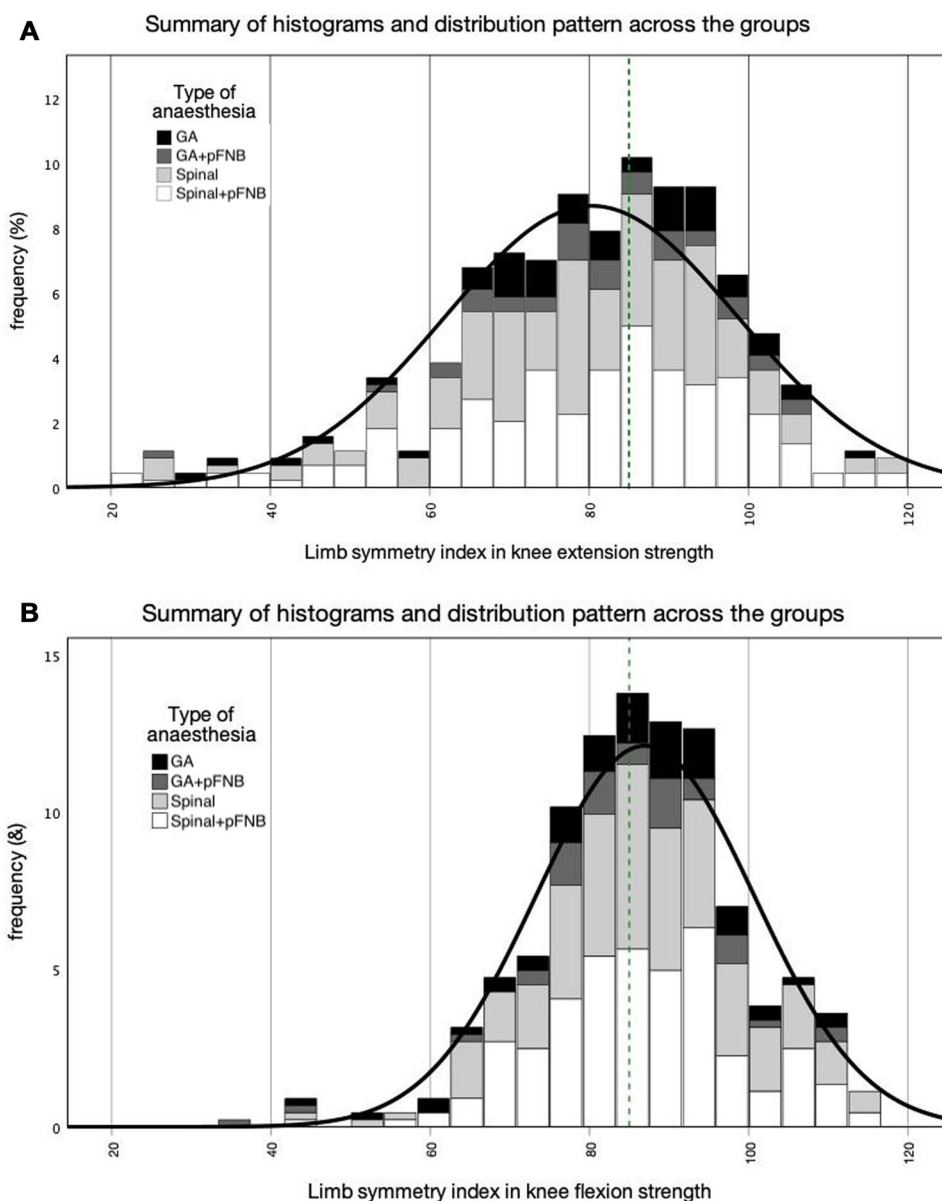 A
Summary of histograms and distribution pattern across the groups
Type of
anaesthesia
GA
GA+pFNB
Spinal
Spinal+pFNB
frequency (%)
12
10
8
6
4
2
0
20
40
60
80
100
120
Limb symmetry index in knee extension strength
B
Summary of histograms and distribution pattern across the groups
Type of
anaesthesia
GA
GA+pFNB
Spinal
Spinal+pFNB
frequency (&)
15
10
5
0
20
40
60
80
100
120
Limb symmetry index in knee flexion strength